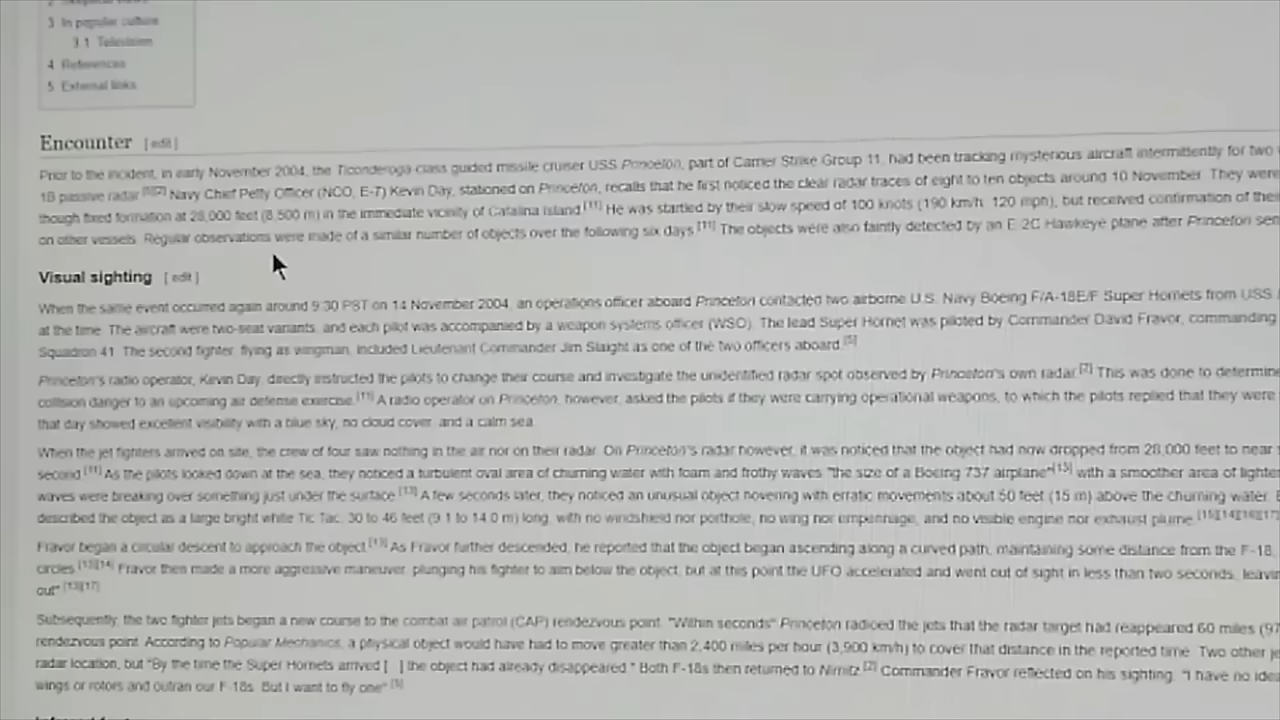 3 In popular culture
3.1 Television
4 References
5 External links
Encounter [ edit ]
Prior to the incident, in early November 2004, the Ticonderoga-class guided missile cruiser USS Princeton, part of Carrier Strike Group 11, had been tracking mysterious aircraft intermittently for two
1B passive radar. Navy Chief Petty Officer (NCO, E-7) Kevin Day, stationed on Princeton, recalls that he first noticed the clear radar traces of eight to ten objects around 10 November. They were
though fixed formation at 28,000 feet (8,500 m) in the immediate vicinity of Catalina Island.[11] He was startled by their slow speed of 100 knots (190 km/h; 120 mph), but received confirmation of
on other vessels. Regular observations were made of a similar number of objects over the following six days.[11] The objects were also faintly detected by an E-2C Hawkeye plane after Princeton
Visual sighting [ edit ]
When the same event occurred again around 9:30 PST on 14 November 2004, an operations officer aboard Princeton contacted two airborne U.S. Navy Boeing F/A-18E/F Super Hornets from USS
at the time. The aircraft were two-seat variants, and each pilot was accompanied by a weapon systems officer (WSO). The lead Super Hornet was piloted by Commander David Fravor, commanding
Squadron 41. The second fighter, flying as wingman, included Lieutenant Commander Jim Slaight as one of the two officers aboard.[5]
Princeton's radio operator, Kevin Day, directly instructed the pilots to change their course and investigate the unidentified radar spot observed by Princeton's own radar.[2] This was done to determine
collision danger to an upcoming air defense exercise.[11] A radio operator on Princeton, however, asked the pilots if they were carrying operational weapons, to which the pilots replied that they were
that day showed excellent visibility with a blue sky, no cloud cover, and a calm sea.
When the jet fighters arrived on site, the crew of four saw nothing in the air nor on their radar. On Princeton's radar however, it was noticed that the object had now dropped from 28,000 feet to near
second.[11] As the pilots looked down at the sea, they noticed a turbulent oval area of churning water with foam and frothy waves "the size of a Boeing 737 airplane"[13] with a smoother area of lighter
waves were breaking over something just under the surface.[13] A few seconds later, they noticed an unusual object hovering with erratic movements about 50 feet (15 m) above the churning water.
described the object as a large bright white Tic Tac, 30 to 46 feet (9.1 to 14.0 m) long, with no windshield nor porthole, no wing nor empennage, and no visible engine nor exhaust plume.
Fravor began a circular descent to approach the object.[13] As Fravor further descended, he reported that the object began ascending along a curved path, maintaining some distance from the F-18,
circles.[13][14] Fravor then made a more aggressive maneuver, plunging his fighter to aim below the object, but at this point the UFO accelerated and went out of sight in less than two seconds,
out".[13][17]
Subsequently, the two fighter jets began a new course to the combat air patrol (CAP) rendezvous point. "Within seconds" Princeton radioed the jets that the radar target had reappeared 60 miles (97
rendezvous point. According to Popular Mechanics, a physical object would have had to move greater than 2,400 miles per hour (3,900 km/h) to cover that distance in the reported time. Two other
radar location, but "By the time the Super Hornets arrived [...] the object had already disappeared." Both F-18s then returned to Nimitz.[2] Commander Fravor reflected on his sighting, "I have no
wings or rotors and outran our F-18s. But I want to fly one".[5]